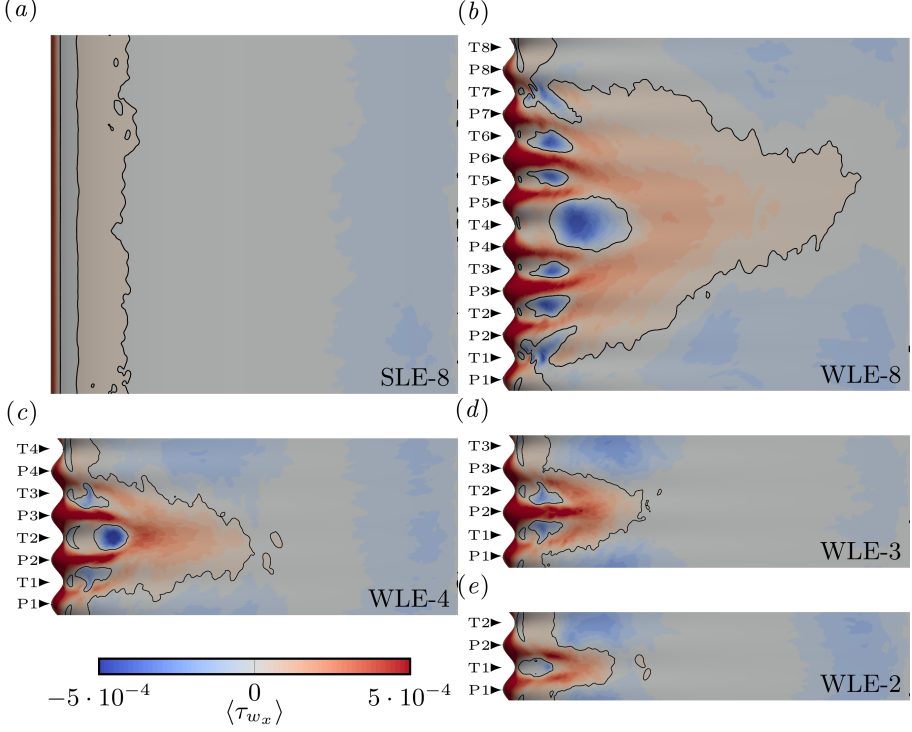 (a)
SLE-8
(b)
T8▶
P8▶
T7▶
P7▶
T6▶
P6▶
T5▶
P5▶
T4▶
P4▶
T3▶
P3▶
T2▶
P2▶
T1▶
P1▶
WLE-8
(c)
T4▶
P4▶
T3▶
P3▶
T2▶
P2▶
T1▶
P1▶
WLE-4
(d)
T3▶
P3▶
T2▶
P2▶
T1▶
P1▶
WLE-3
(e)
T2▶
P2▶
T1▶
P1▶
WLE-2
−5 · 10⁻⁴ 0 5 · 10⁻⁴
⟨τ_{w_x}⟩